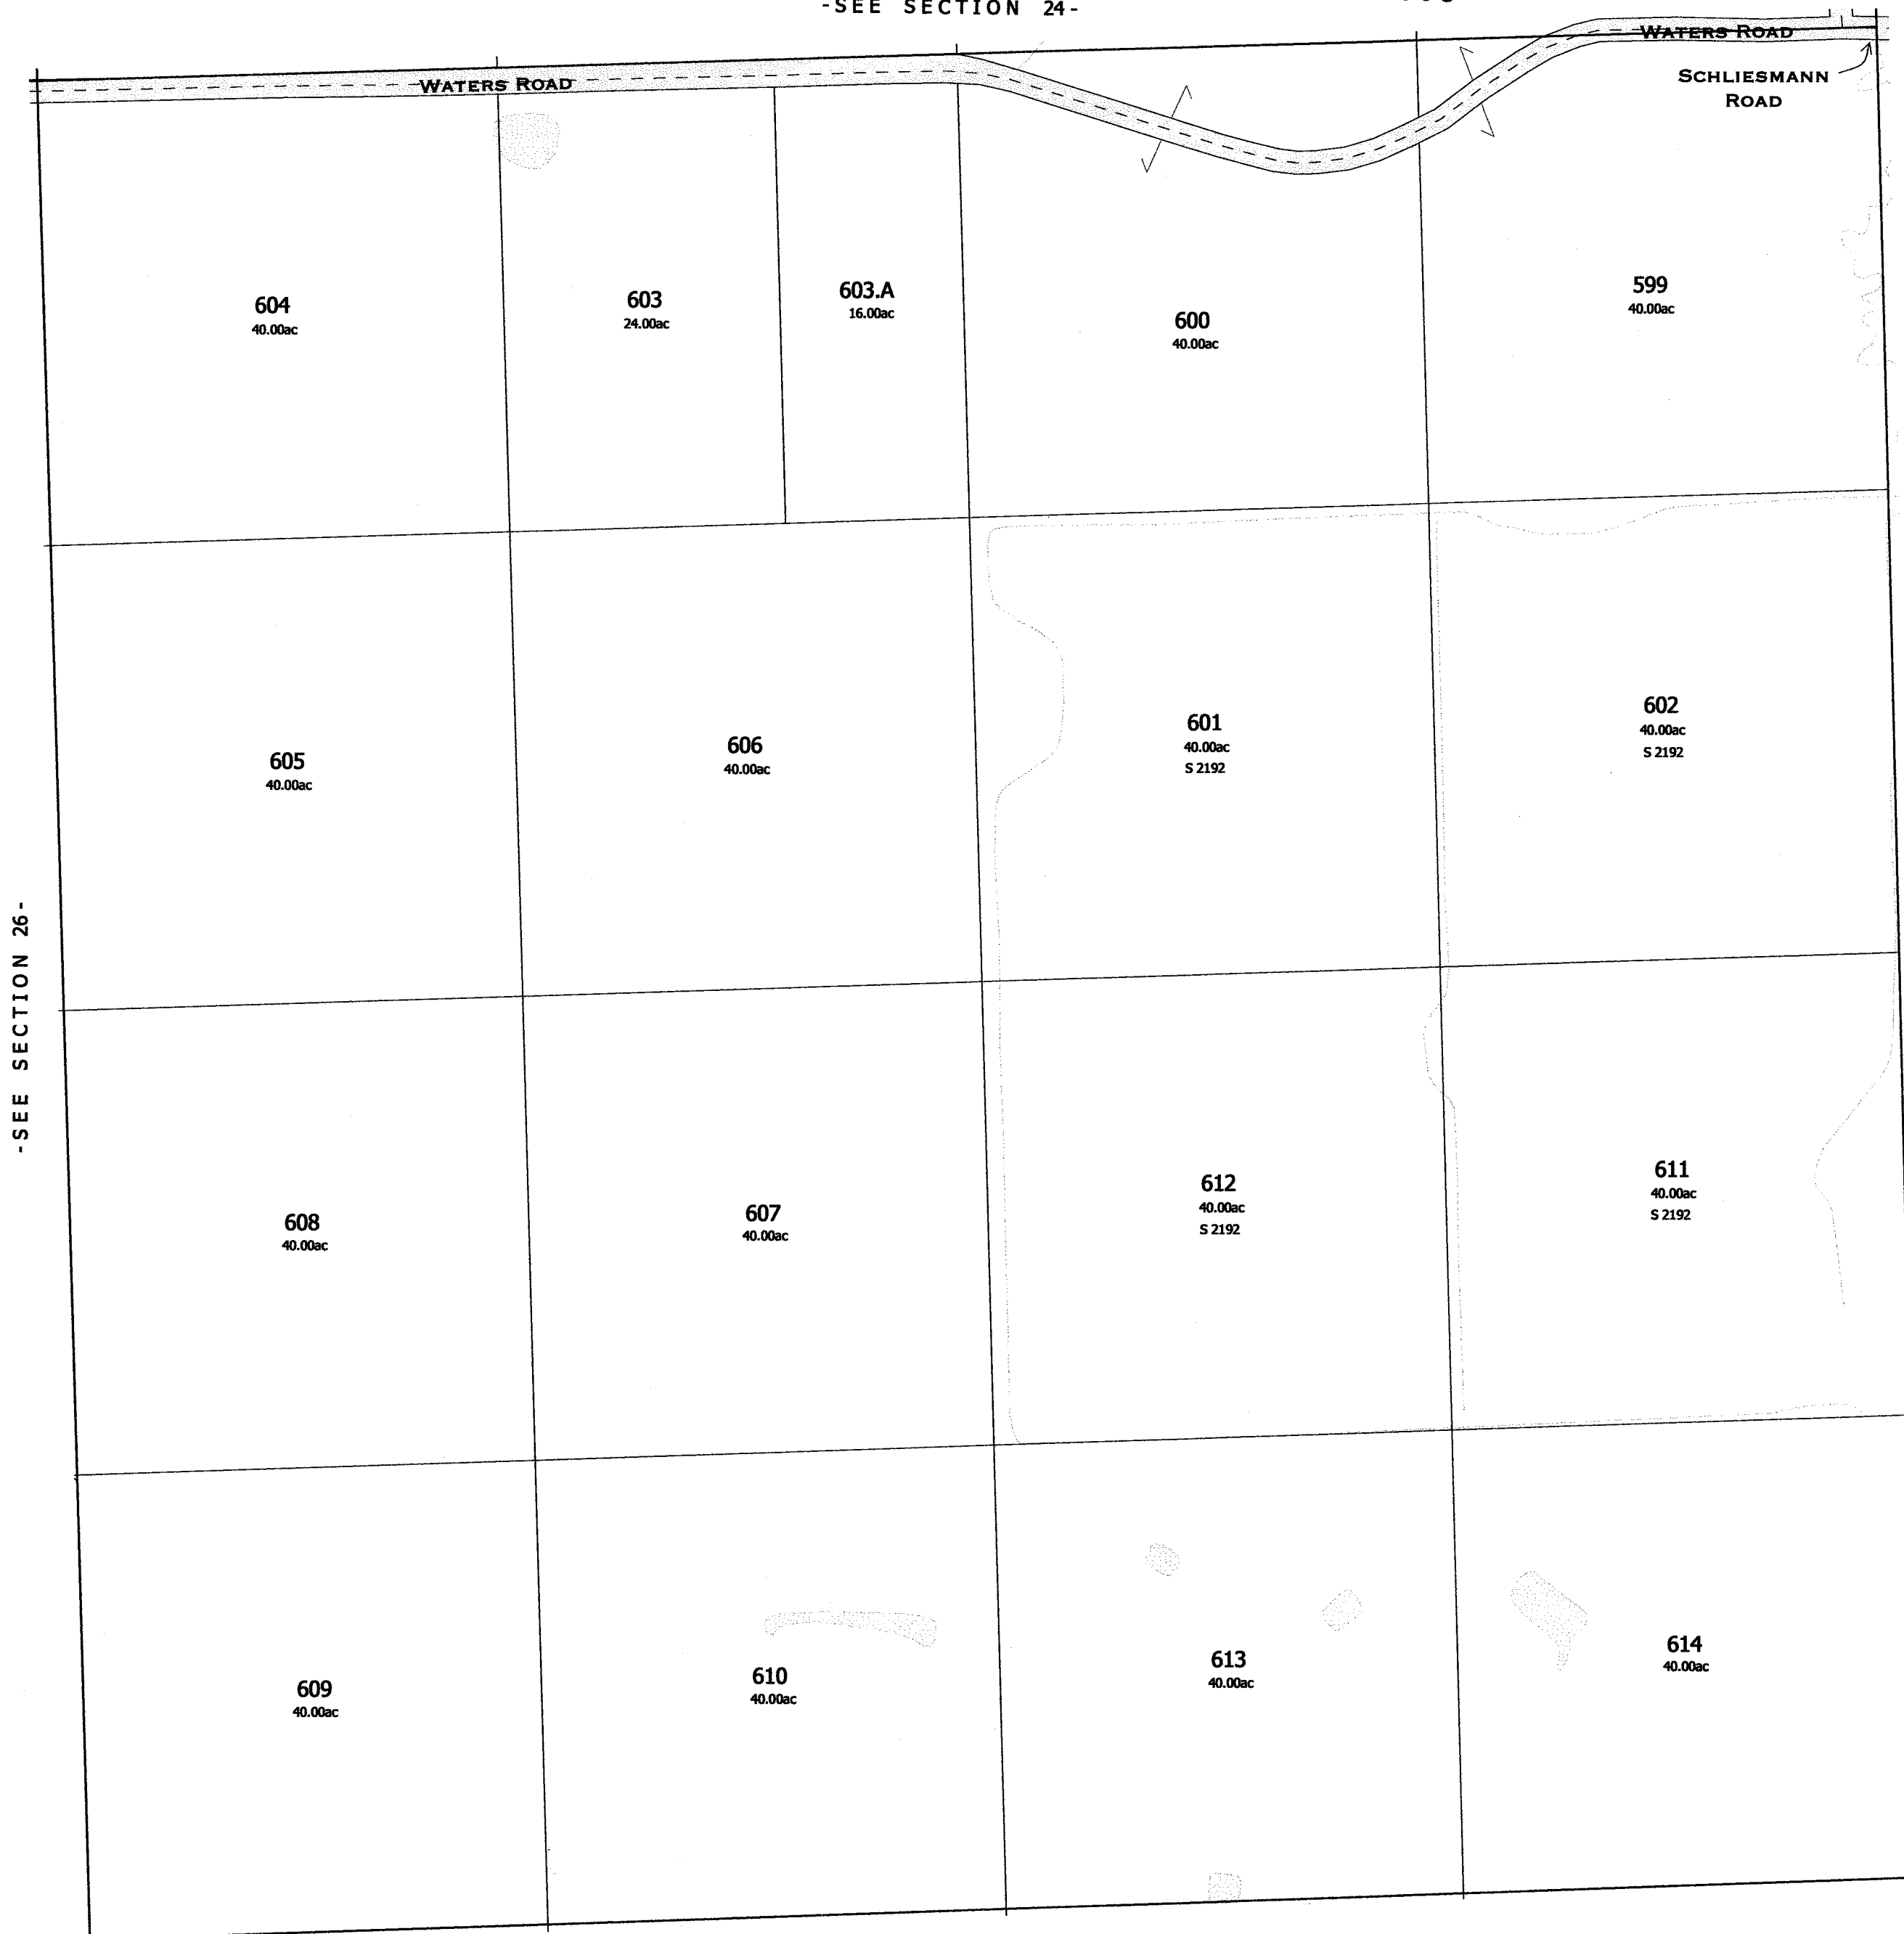 -SEE SECTION 24-
WATERS ROAD
WATERS ROAD
SCHLIESMANN
ROAD
604
40.00ac
603
24.00ac
603.A
16.00ac
600
40.00ac
599
40.00ac
605
40.00ac
606
40.00ac
601
40.00ac
S 2192
602
40.00ac
S 2192
-SEE SECTION 26-
608
40.00ac
607
40.00ac
612
40.00ac
S 2192
611
40.00ac
S 2192
609
40.00ac
610
40.00ac
613
40.00ac
614
40.00ac